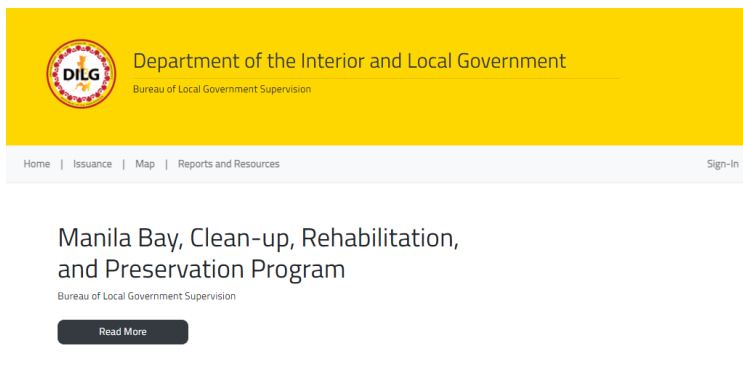 DILG
Department of the Interior and Local Government
Bureau of Local Government Supervision
Home | Issuance | Map | Reports and Resources Sign-In
Manila Bay, Clean-up, Rehabilitation,
and Preservation Program
Bureau of Local Government Supervision
Read More